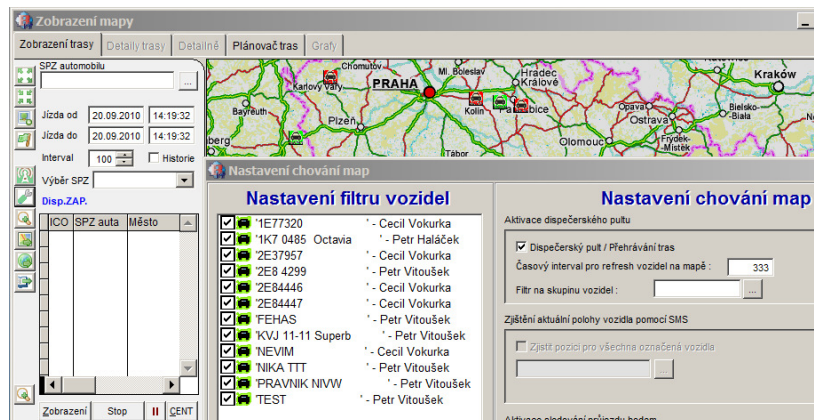 Zobrazení mapy
Zobrazení trasy Detaily trasy Detailně Plánovač tras Grafy
SPZ automobilu
...
Jízda od 20.09.2010 14:19:32
Jízda do 20.09.2010 14:19:32
Interval 100 Historie
Výběr SPZ
Disp.ZAP.
ICO SPZ auta Město
Zobrazení Stop II CENT
Chomutov
Karlovy Vary
PRAHA
Ml. Boleslav
Hradec
Králové
Kraków
Bayreuth
Plzeň
Kolín
Opava
Ostrava
Bielsko
-Biała
Olomouc
Frýdek-
Místek
Tábor
berg
Nastavení chování map
Nastavení filtru vozidel
'1E77320 ' - Cecil Vokurka
'1K7 0485 Octavia ' - Petr Haláček
'2E37957 ' - Cecil Vokurka
'2E8 4299 ' - Petr Vitoušek
'2E84446 ' - Cecil Vokurka
'2E84447 ' - Cecil Vokurka
'FEHAS ' - Petr Vitoušek
'KVJ 11-11 Superb ' - Petr Vitoušek
'NEVIM ' - Cecil Vokurka
'NIKA TTT ' - Petr Vitoušek
'PRAVNIK NIVW ' - Petr Vitoušek
'TEST ' - Petr Vitoušek
Nastavení chování map
Aktivace dispečerského pultu
Dispečerský pult / Přehrávání tras
Časový interval pro refresh vozidel na mapě : 333
Filtr na skupinu vozidel : ...
Zjištění aktuální polohy vozidla pomocí SMS
Zjistit pozici pro všechna označená vozidla
...